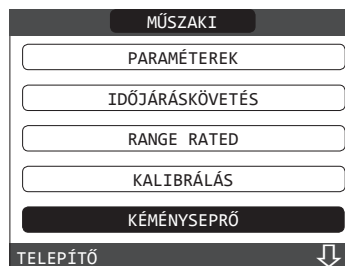 MŰSZAKI
PARAMÉTEREK
IDŐJÁRÁSKÖVETÉS
RANGE RATED
KALIBRÁLÁS
KÉMÉNYSEPRŐ
TELEPÍTŐ